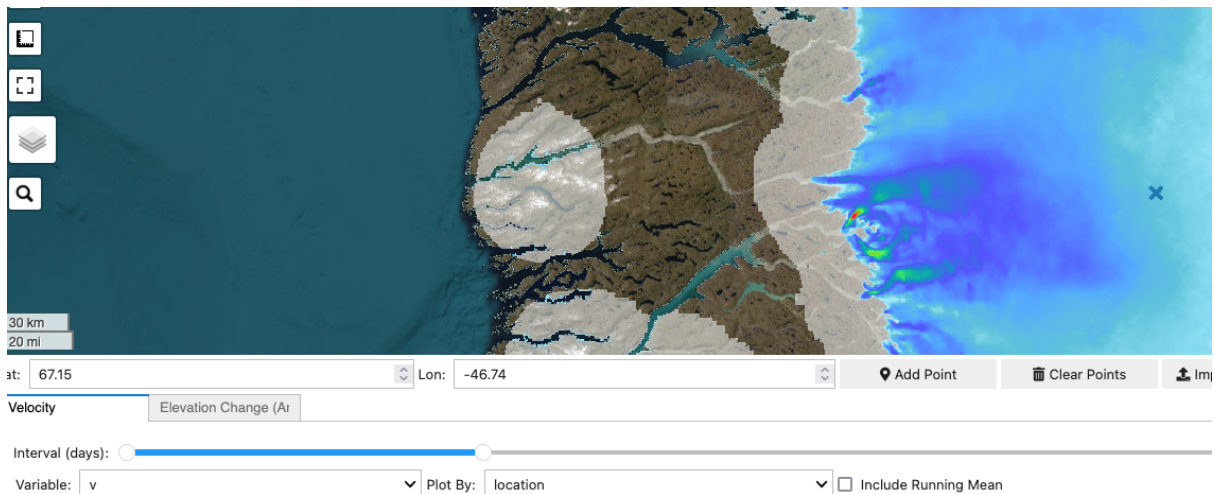 30 km
20 mi
at: 67.15 Lon: -46.74 Add Point Clear Points Imp
Velocity Elevation Change (Ar
Interval (days):
Variable: v Plot By: location Include Running Mean